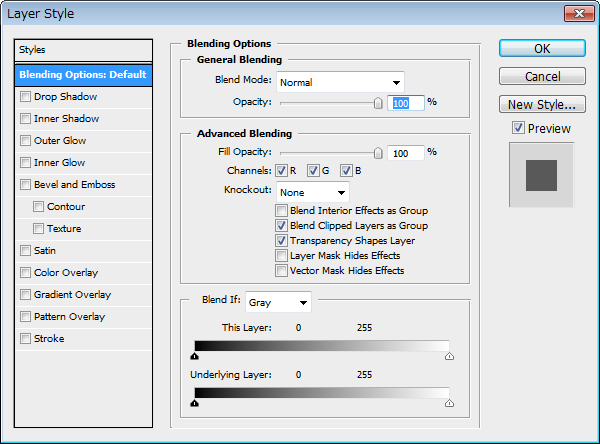 Layer Style
Styles
Blending Options: Default
Drop Shadow
Inner Shadow
Outer Glow
Inner Glow
Bevel and Emboss
Contour
Texture
Satin
Color Overlay
Gradient Overlay
Pattern Overlay
Stroke
Blending Options
General Blending
Blend Mode: Normal
Opacity: 100 %
Advanced Blending
Fill Opacity: 100 %
Channels: R G B
Knockout: None
Blend Interior Effects as Group
Blend Clipped Layers as Group
Transparency Shapes Layer
Layer Mask Hides Effects
Vector Mask Hides Effects
Blend If: Gray
This Layer: 0 255
Underlying Layer: 0 255
OK
Cancel
New Style...
Preview